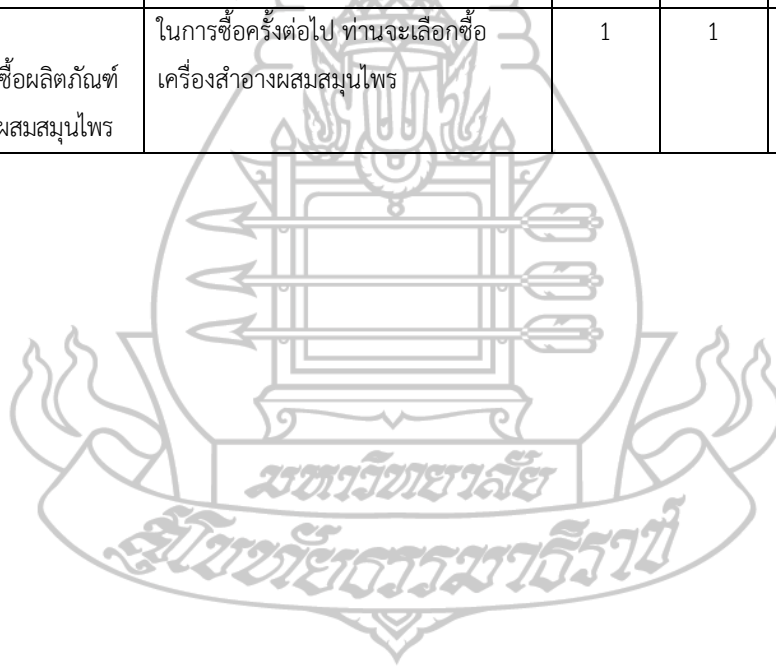 ในการซื้อครั้งต่อไป ท่านจะเลือกซื้อ 1 1
ซื้อผลิตภัณฑ์ เครื่องสำอางผสมสมุนไพร
ผสมสมุนไพร
มหาวิทยาลัย
สุโขทัยธรรมาธิราช